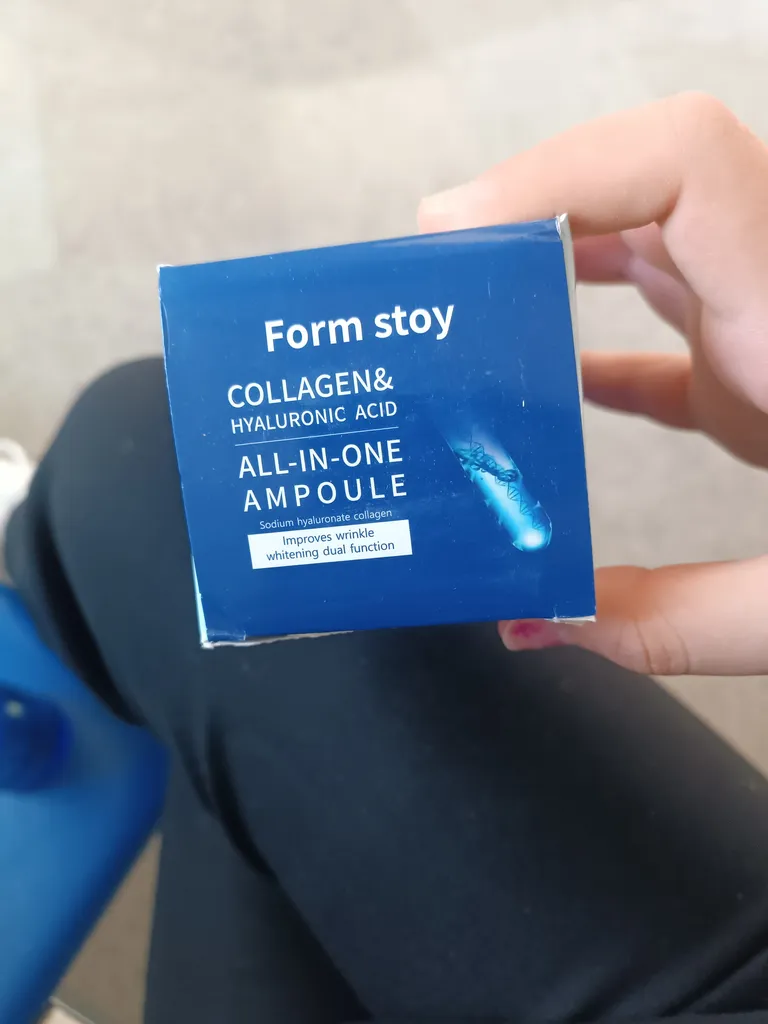 Form stoy
COLLAGEN&
HYALURONIC ACID
ALL-IN-ONE
AMPOULE
Sodium hyaluronate collagen
Improves wrinkle
whitening dual function